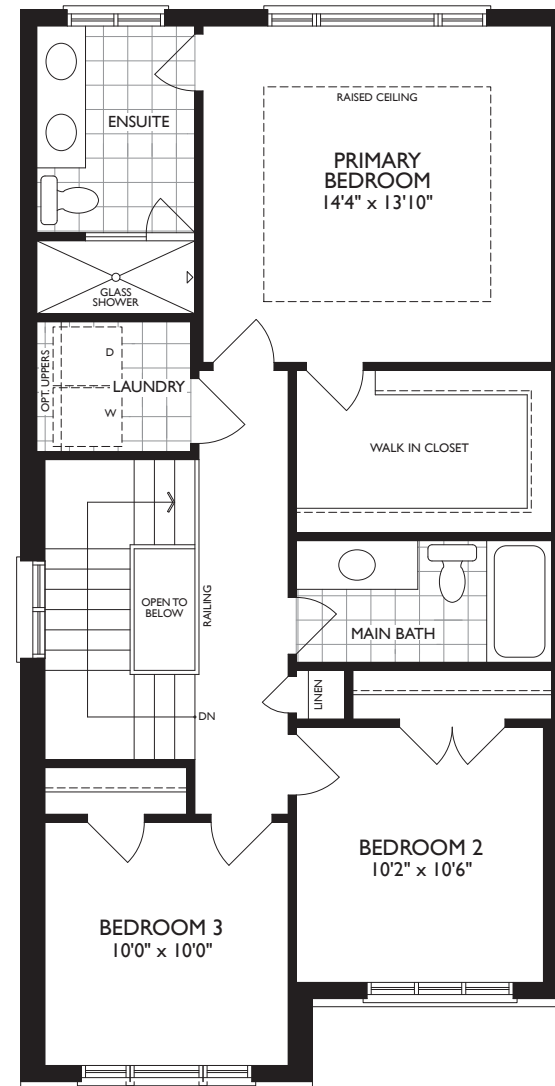 ENSUITE
RAISED CEILING
PRIMARY
BEDROOM
14'4" x 13'10"
GLASS
SHOWER
OPT. UPPERS
D
LAUNDRY
W
WALK IN CLOSET
OPEN TO
BELOW
RAILING
MAIN BATH
LINEN
DN
BEDROOM 2
10'2" x 10'6"
BEDROOM 3
10'0" x 10'0"